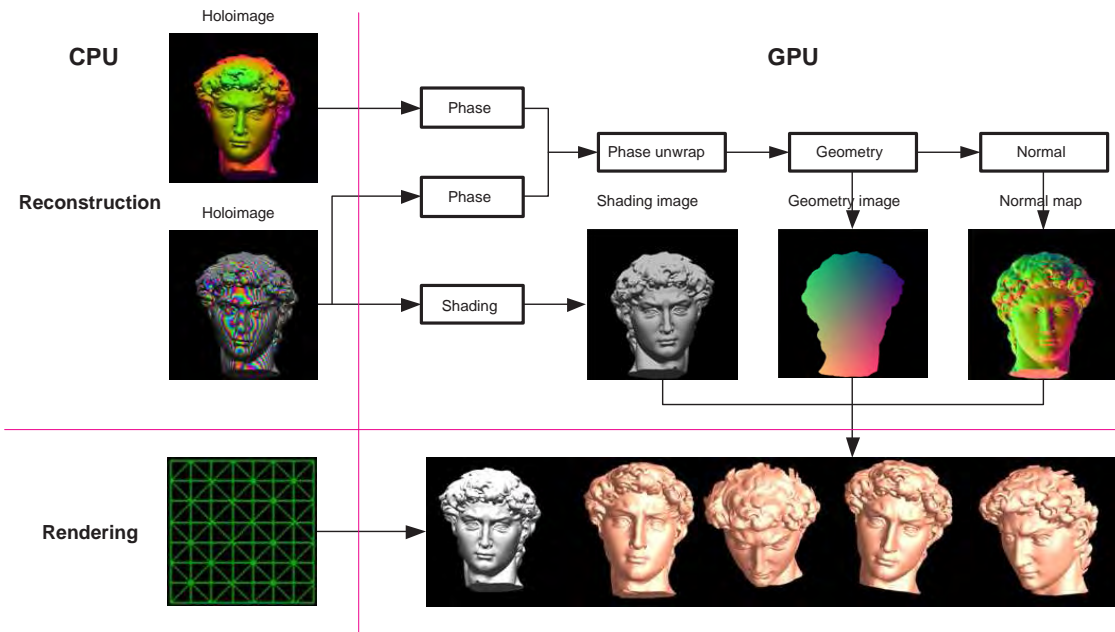 Holoimage
CPU
GPU
Phase
Phase unwrap
Geometry
Normal
Phase
Reconstruction
Holoimage
Shading image
Geometry image
Normal map
Shading
Rendering